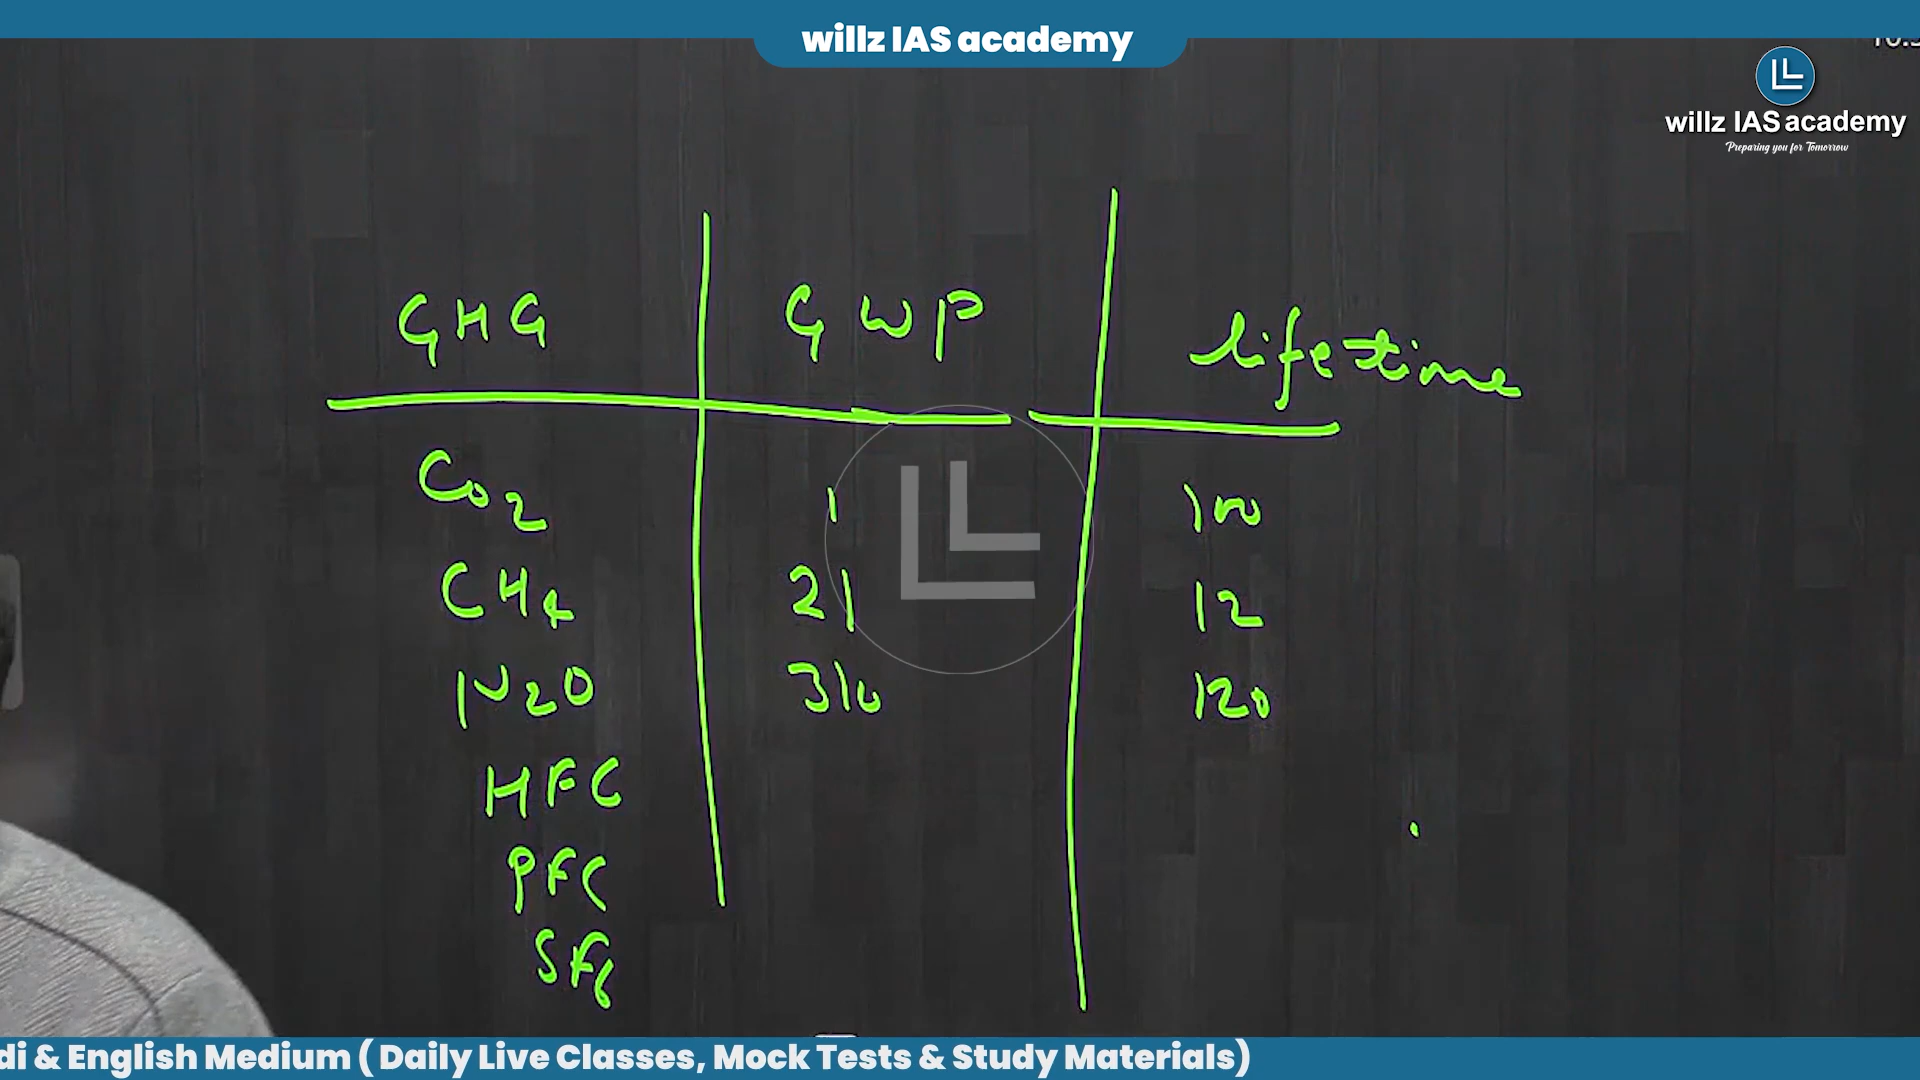 willz IAS academy
willz IAS academy
Preparing you for Tomorrow
GHG GWP lifetime
CO2 1 100
CH4 21 12
N2O 310 120
HFC
PFC
SF6
di & English Medium ( Daily Live Classes, Mock Tests & Study Materials)